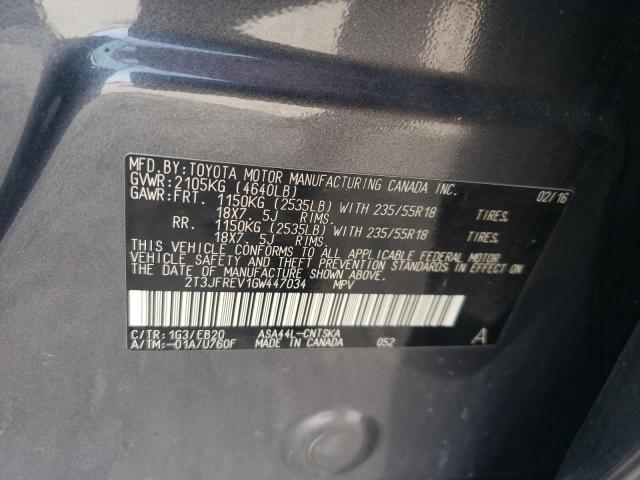 MFD.BY:TOYOTA MOTOR MANUFACTURING CANADA INC.
GVWR:2105KG (4640LB) 02/16
GAWR:FRT. 1150KG (2535LB) WITH 235/55R18 TIRES.
18X7 5J RIMS.
RR. 1150KG (2535LB) WITH 235/55R18 TIRES.
18X7 5J RIMS.
THIS VEHICLE CONFORMS TO ALL APPLICABLE FEDERAL MOTOR
VEHICLE SAFETY AND THEFT PREVENTION STANDARDS IN
EFFECT ON THE DATE OF MANUFACTURE SHOWN ABOVE.
2T3JFREV1GW447034 MPV
C/TR:1G3/EB20 ASA44L-CNTSKA A
A/TM:-01A/U760F MADE IN CANADA 052